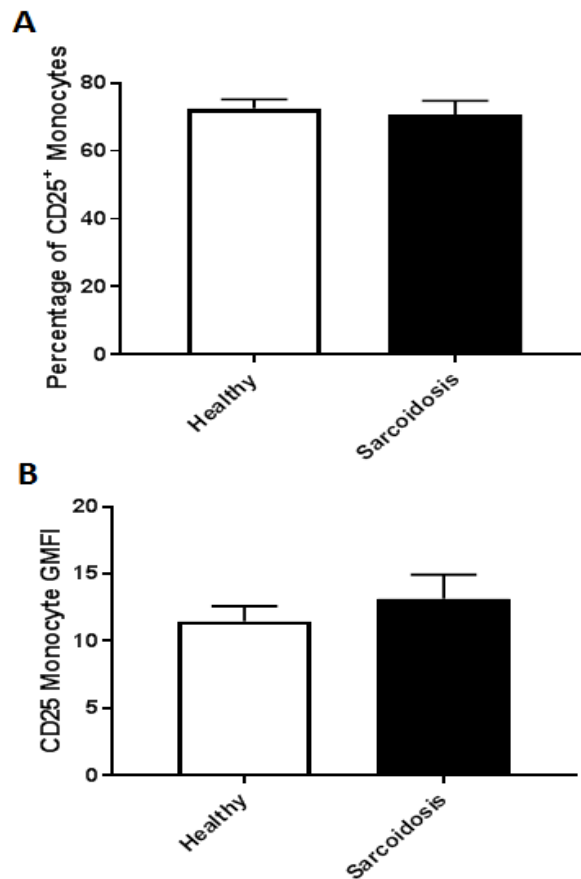 A
Percentage of CD25⁺ Monocytes
80
60
40
20
0
Healthy
Sarcoidosis
B
CD25 Monocyte GMFI
20
15
10
5
0
Healthy
Sarcoidosis